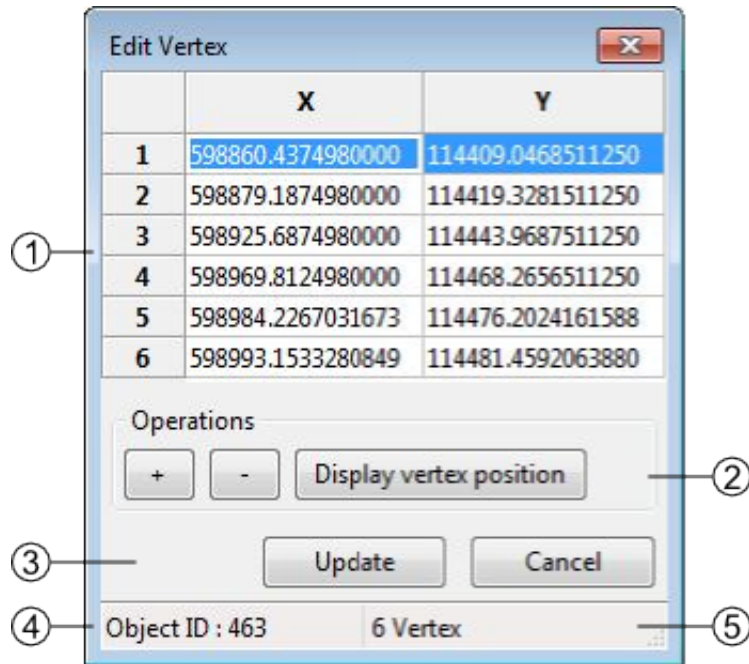 Edit Vertex
X Y
1 598860.4374980000 114409.0468511250
2 598879.1874980000 114419.3281511250
3 598925.6874980000 114443.9687511250
4 598969.8124980000 114468.2656511250
5 598984.2267031673 114476.2024161588
6 598993.1533280849 114481.4592063880
①
Operations
+ - Display vertex position ②
③ Update Cancel
④ Object ID : 463 6 Vertex ⑤